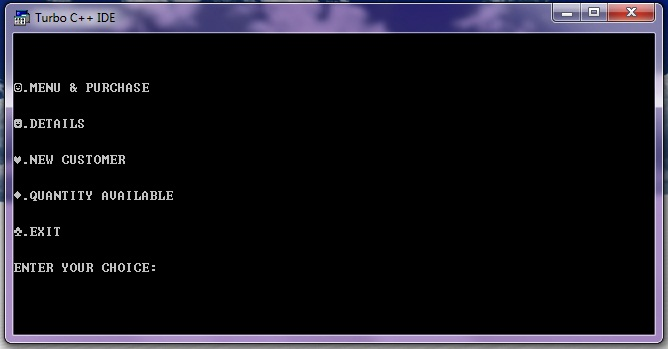 Turbo C++ IDE
☺.MENU & PURCHASE
☻.DETAILS
♥.NEW CUSTOMER
♦.QUANTITY AVAILABLE
♣.EXIT
ENTER YOUR CHOICE: